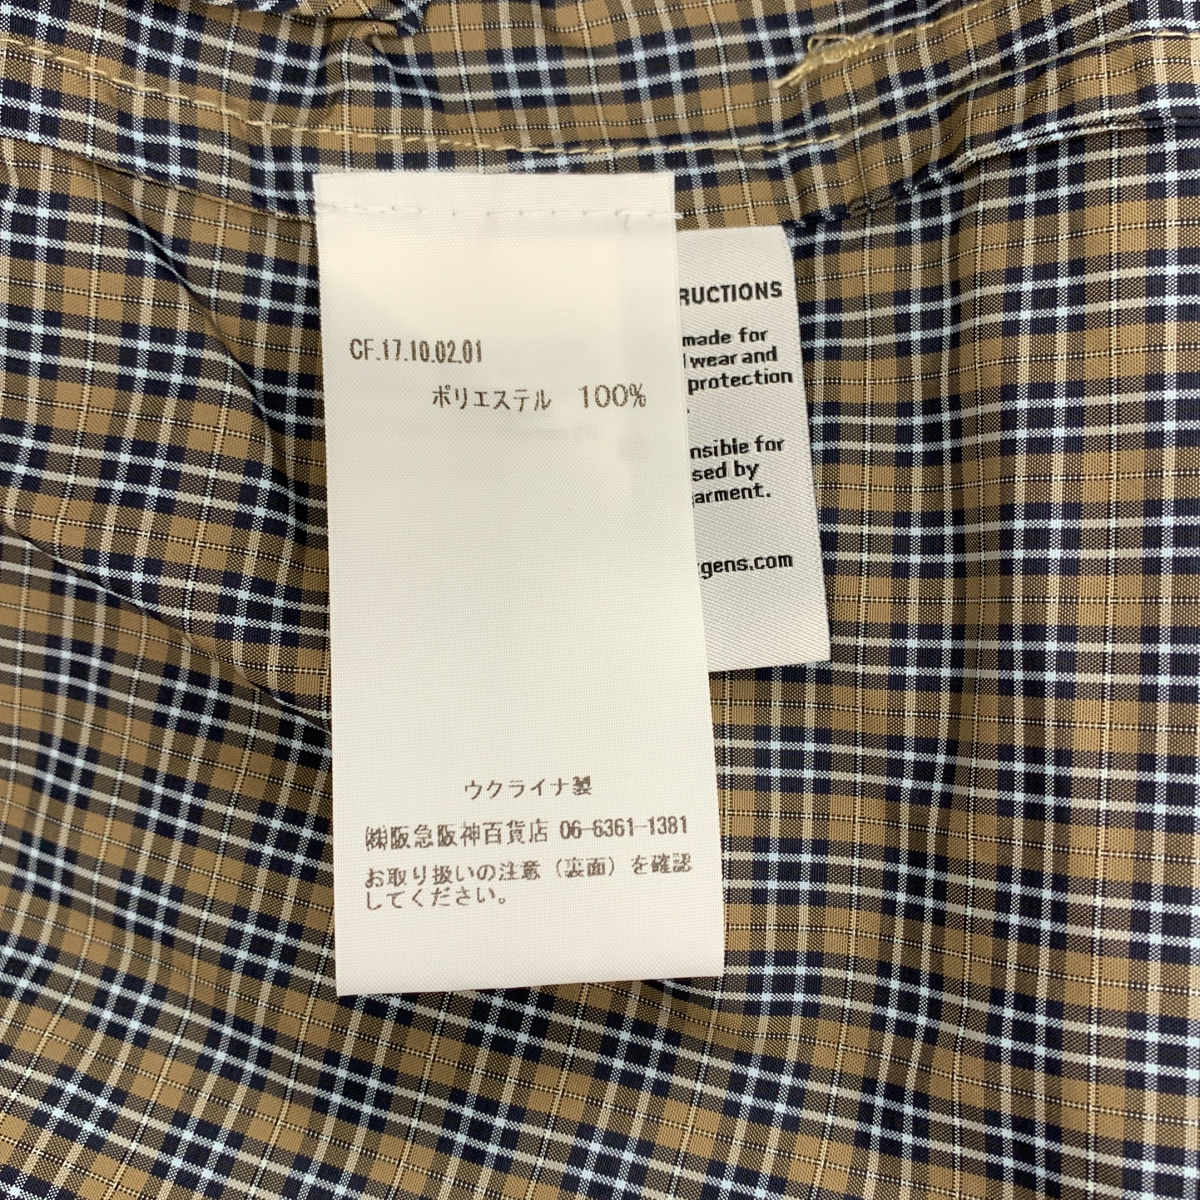 CF.17.10.02.01
ポリエステル 100%
ウクライナ製
㈱阪急阪神百貨店 06-6361-1381
お取り扱いの注意（裏面）を確認
してください。
RUCTIONS
made for
wear and
protection
.
nsible for
sed by
arment.
gens.com